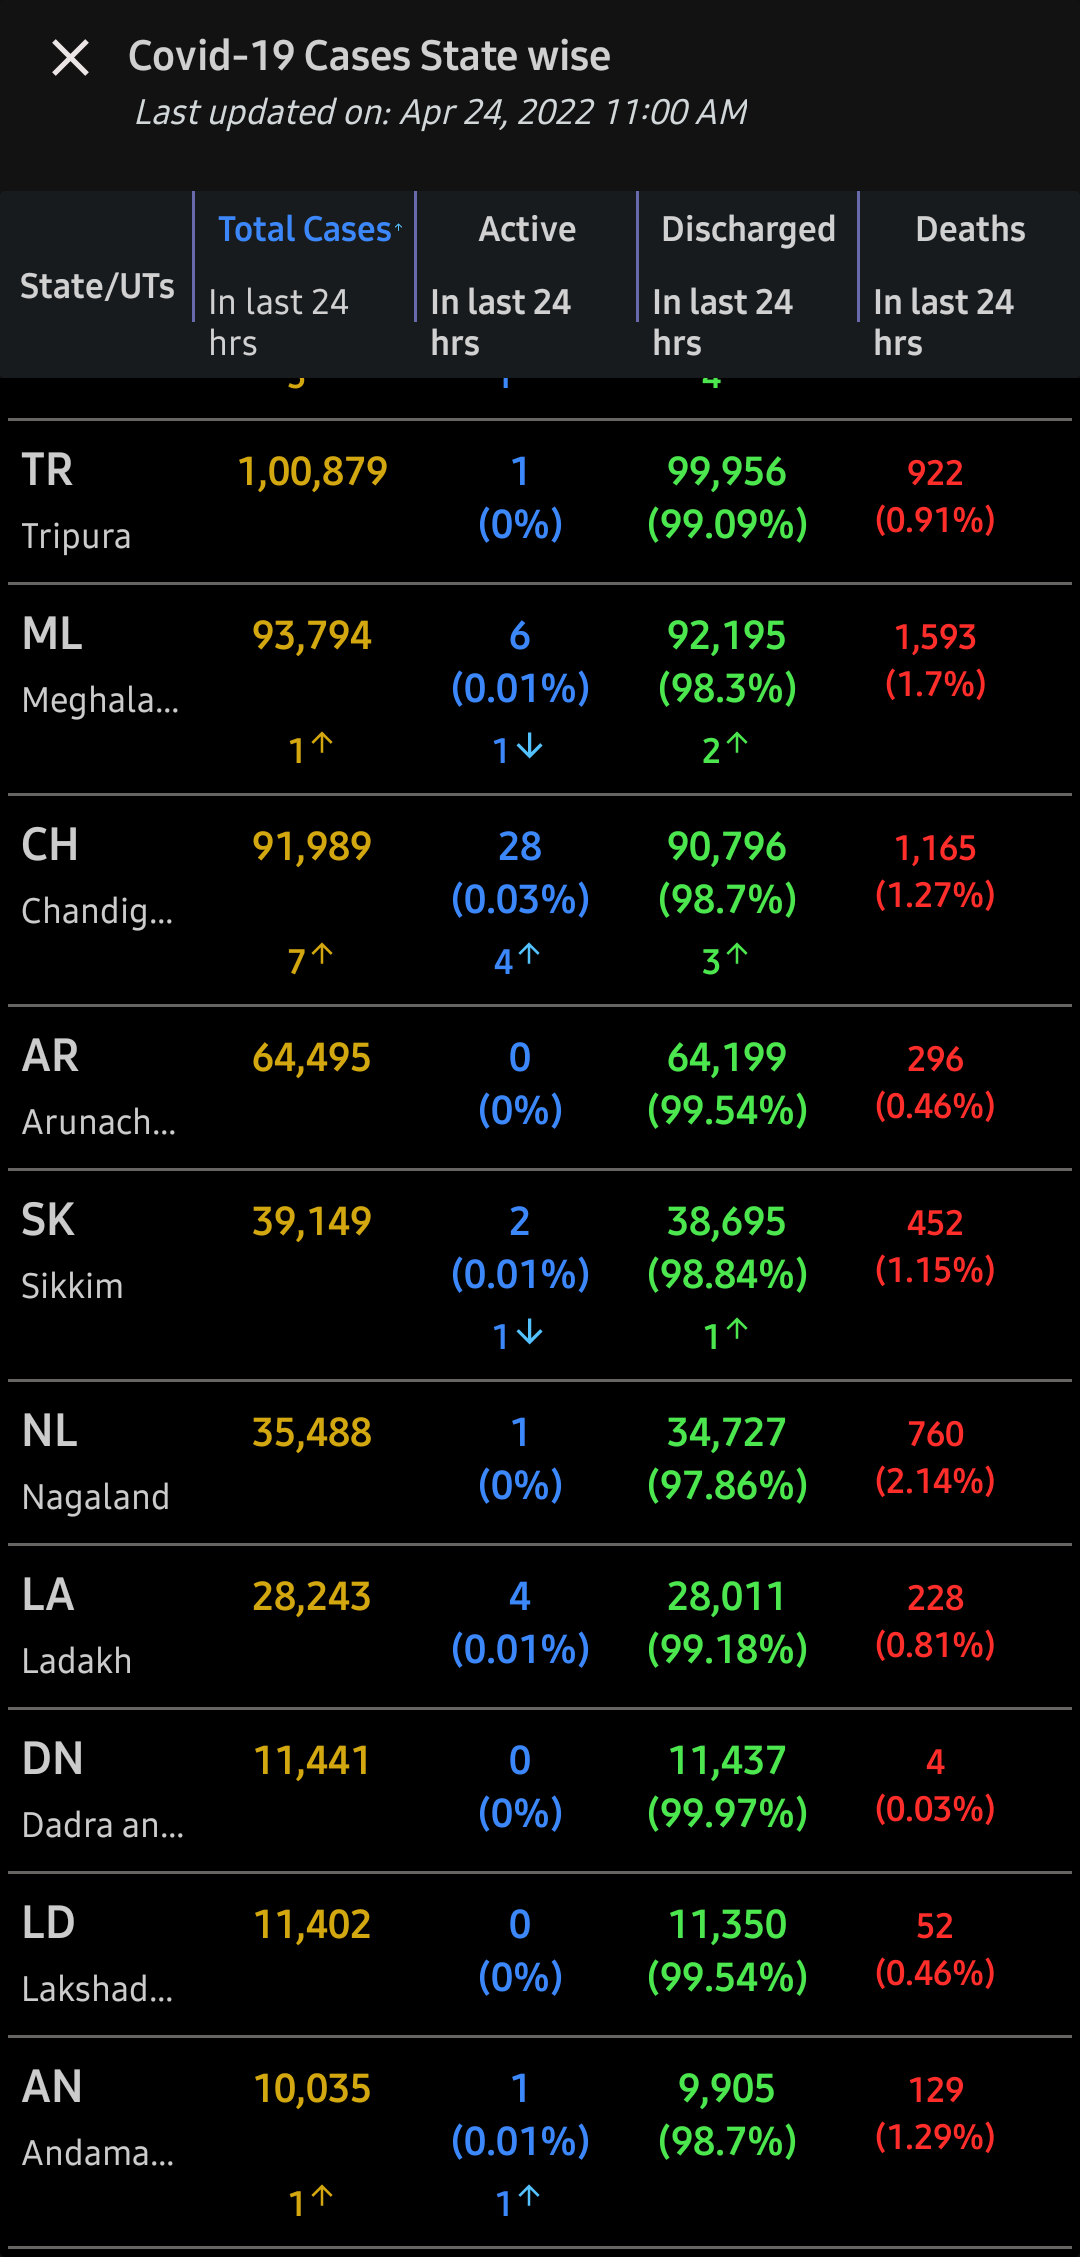 Covid-19 Cases State wise
Last updated on: Apr 24, 2022 11:00 AM
State/UTs
Total Cases↑
In last 24
hrs
Active
In last 24
hrs
Discharged
In last 24
hrs
Deaths
In last 24
hrs
TR 1,00,879 1 99,956 922
Tripura (0%) (99.09%) (0.91%)
ML 93,794 6 92,195 1,593
Meghala... (0.01%) (98.3%) (1.7%)
1↑ 1↓ 2↑
CH 91,989 28 90,796 1,165
Chandig... (0.03%) (98.7%) (1.27%)
7↑ 4↑ 3↑
AR 64,495 0 64,199 296
Arunach... (0%) (99.54%) (0.46%)
SK 39,149 2 38,695 452
Sikkim (0.01%) (98.84%) (1.15%)
1↓ 1↑
NL 35,488 1 34,727 760
Nagaland (0%) (97.86%) (2.14%)
LA 28,243 4 28,011 228
Ladakh (0.01%) (99.18%) (0.81%)
DN 11,441 0 11,437 4
Dadra an... (0%) (99.97%) (0.03%)
LD 11,402 0 11,350 52
Lakshad... (0%) (99.54%) (0.46%)
AN 10,035 1 9,905 129
Andama... (0.01%) (98.7%) (1.29%)
1↑ 1↑